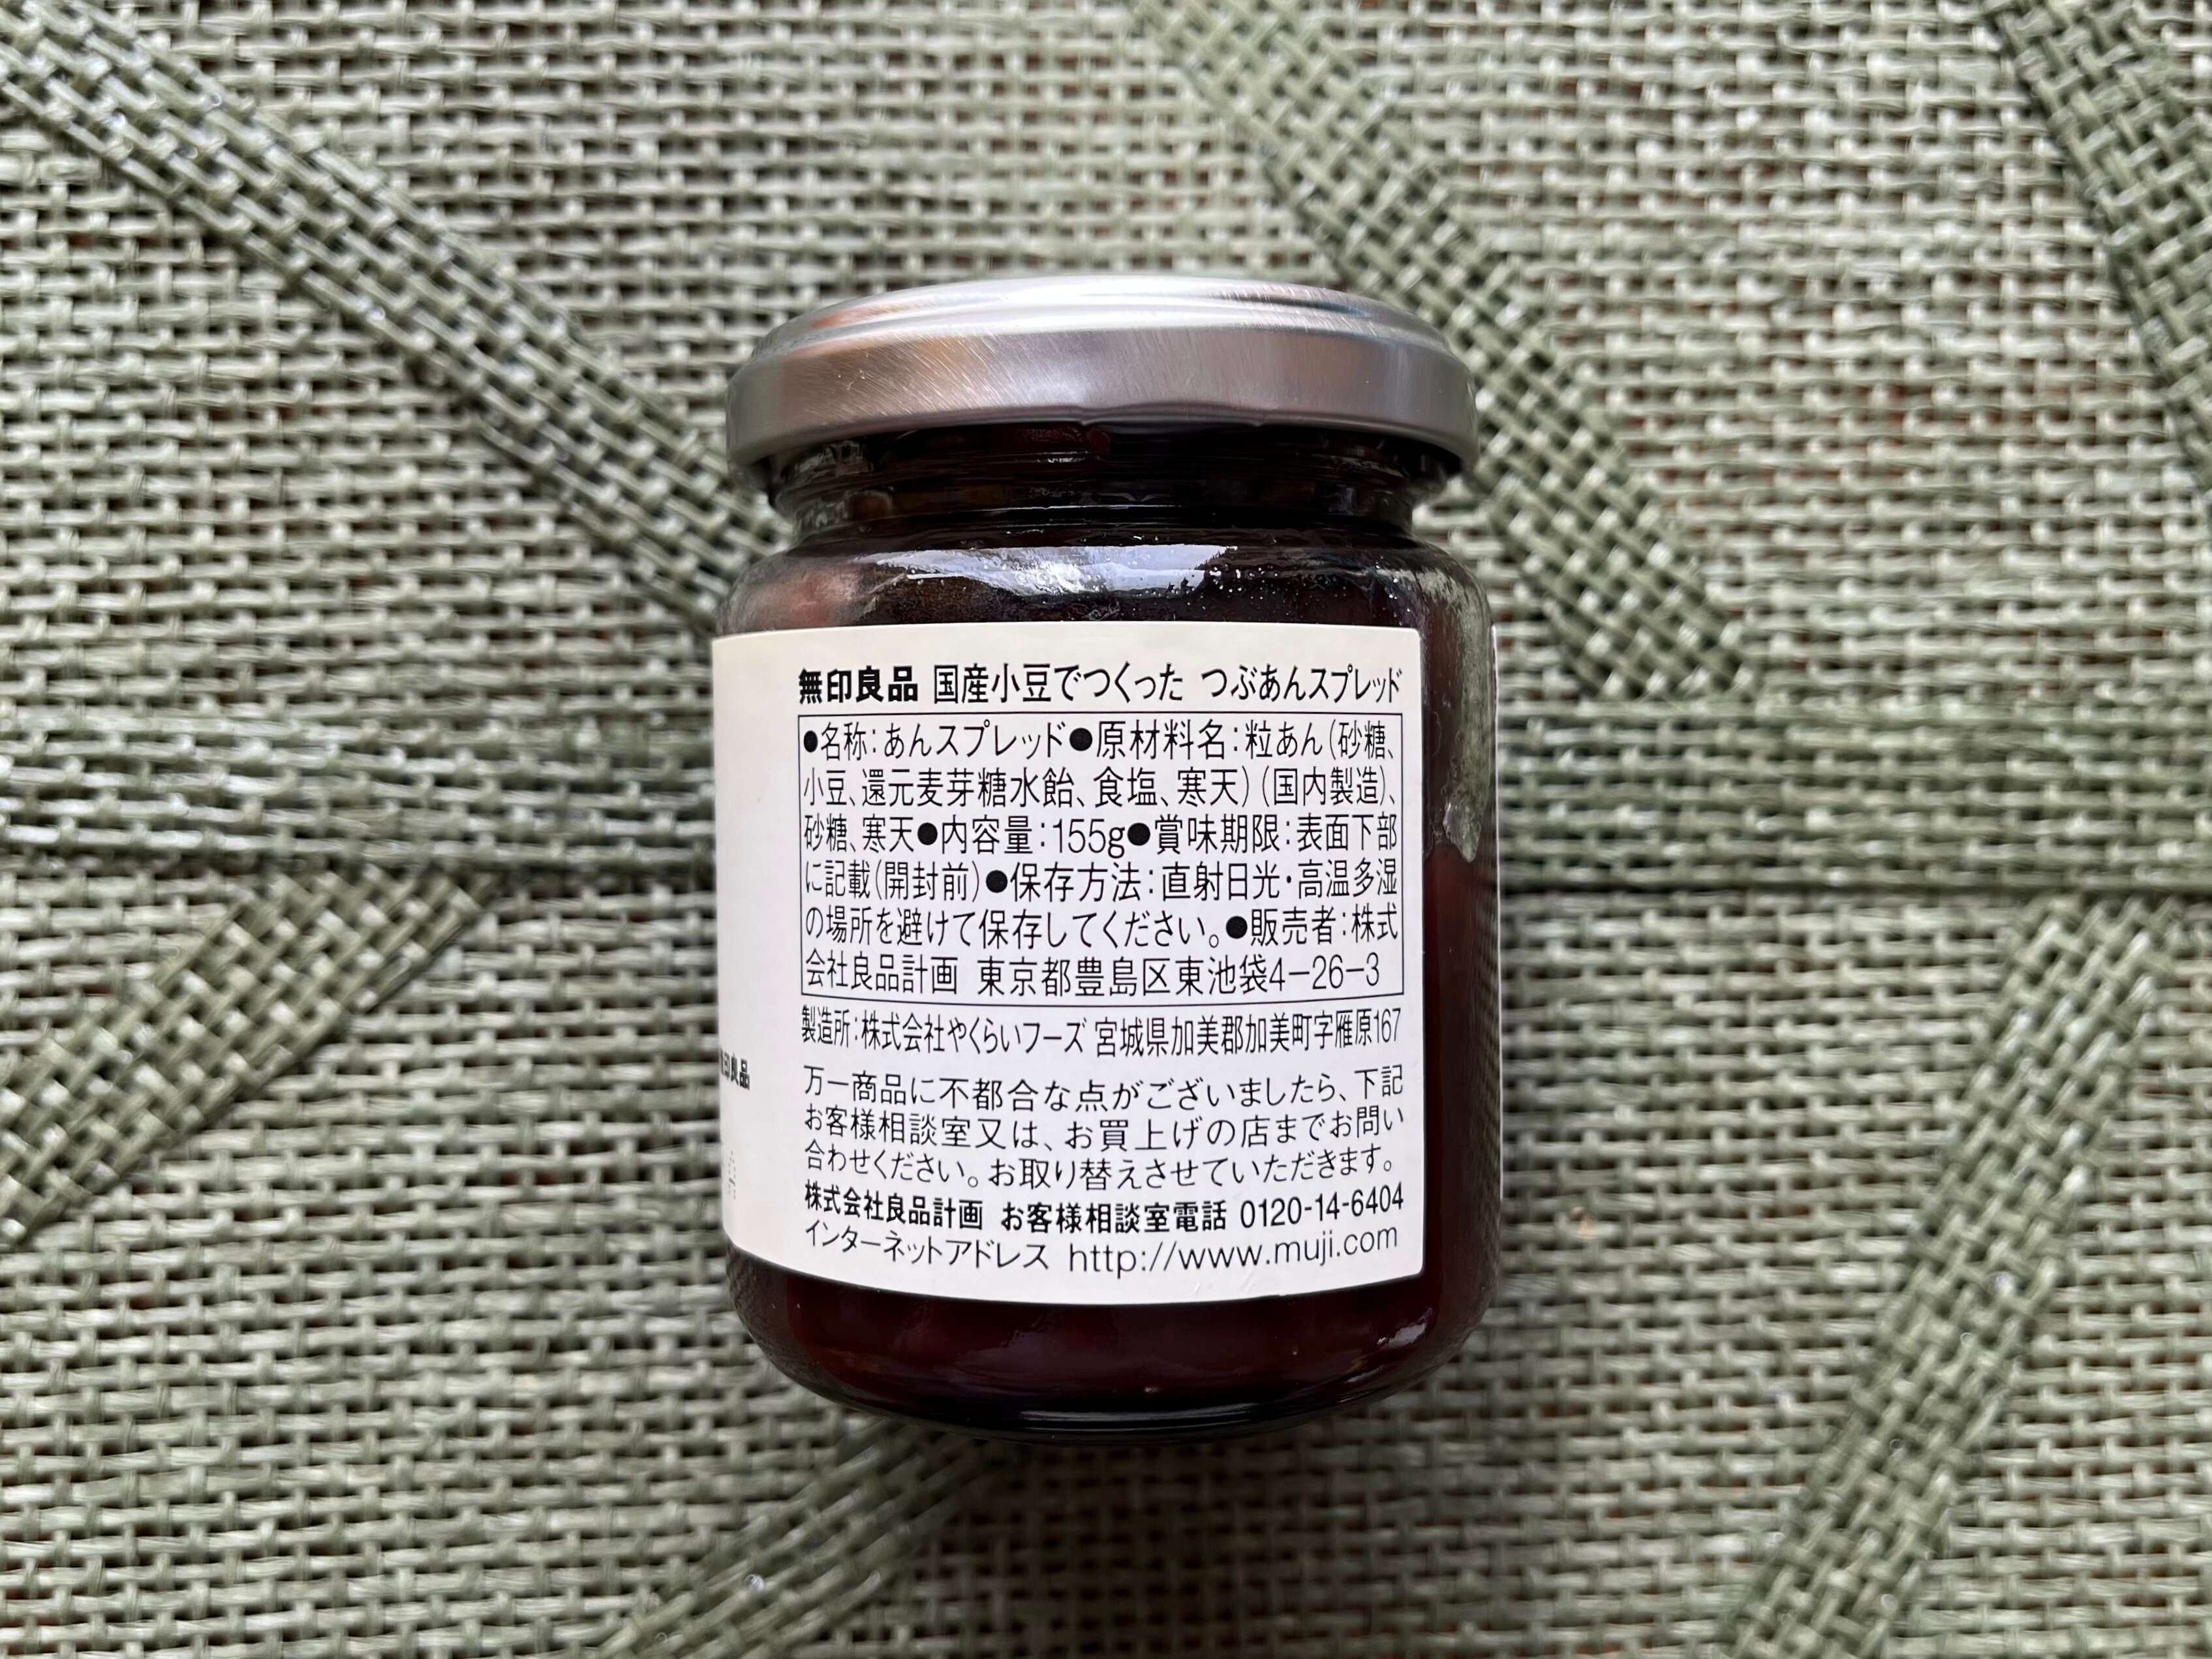 無印良品 国産小豆でつくった つぶあんスプレッド
●名称:あんスプレッド●原材料名:粒あん(砂糖、
小豆、還元麦芽糖水飴、食塩、寒天)(国内製造)、
砂糖、寒天●内容量:155g●賞味期限:表面下部
に記載(開封前)●保存方法:直射日光・高温多湿
の場所を避けて保存してください。●販売者:株式
会社良品計画 東京都豊島区東池袋4-26-3
製造所:株式会社やくらいフーズ 宮城県加美郡加美町字雁原167
万一商品に不都合な点がございましたら、下記
お客様相談室又は、お買上げの店までお問い
合わせください。お取り替えさせていただきます。
株式会社良品計画 お客様相談室電話 0120-14-6404
インターネットアドレス http://www.muji.com
印良品